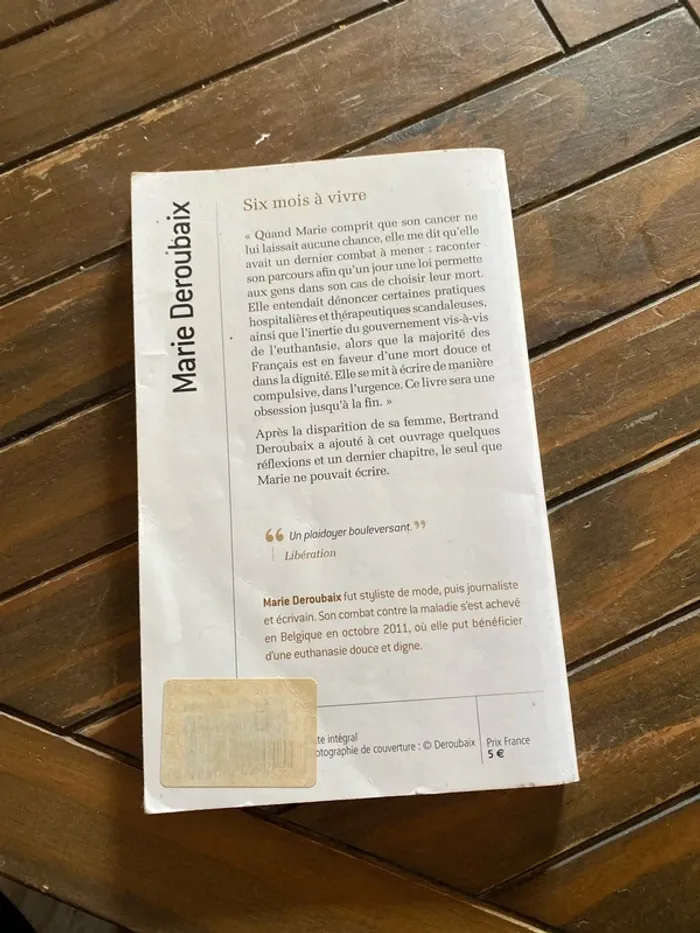 Marie Deroubaix
Six mois à vivre
« Quand Marie comprit que son cancer ne
lui laissait aucune chance, elle me dit qu'elle
avait un dernier combat à mener : raconter
son parcours afin qu'un jour une loi permette
aux gens dans son cas de choisir leur mort.
Elle entendait dénoncer certaines pratiques
hospitalières et thérapeutiques scandaleuses,
ainsi que l'inertie du gouvernement vis-à-vis
de l'euthanasie, alors que la majorité des
Français est en faveur d'une mort douce et
dans la dignité. Elle se mit à écrire de manière
compulsive, dans l'urgence. Ce livre sera une
obsession jusqu'à la fin. »
Après la disparition de sa femme, Bertrand
Deroubaix a ajouté à cet ouvrage quelques
réflexions et un dernier chapitre, le seul que
Marie ne pouvait écrire.
“ Un plaidoyer bouleversant. ”
Libération
Marie Deroubaix fut styliste de mode, puis journaliste
et écrivain. Son combat contre la maladie s'est achevé
en Belgique en octobre 2011, où elle put bénéficier
d'une euthanasie douce et digne.
te intégral
otographie de couverture : © Deroubaix
Prix France
5 €